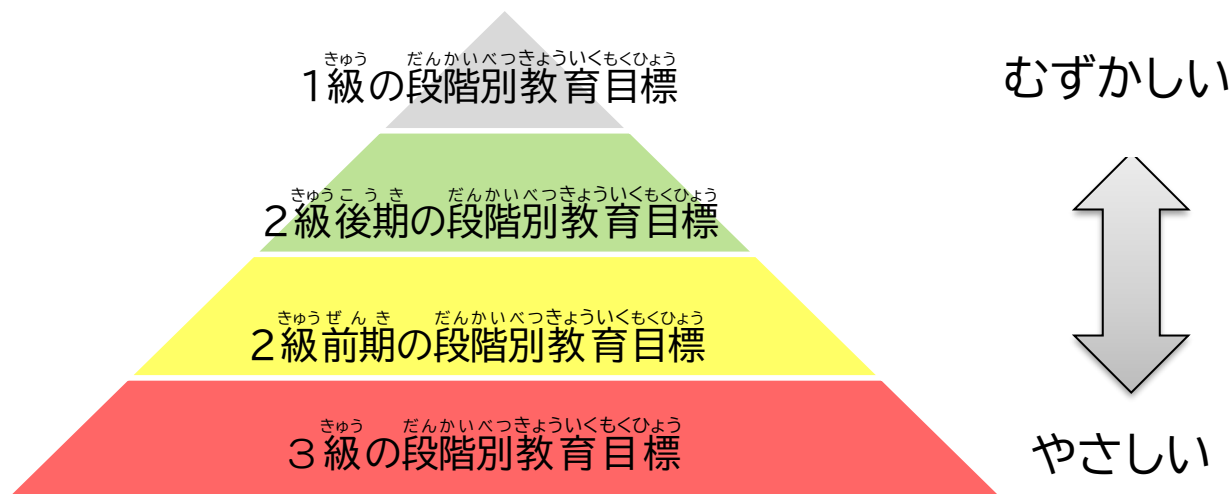 きゅう だんかいべつきょういくもくひょう
1級の段階別教育目標
むずかしい
きゅうこうき だんかいべつきょういくもくひょう
2級後期の段階別教育目標
きゅうぜんき だんかいべつきょういくもくひょう
2級前期の段階別教育目標
きゅう だんかいべつきょういくもくひょう
3級の段階別教育目標
やさしい